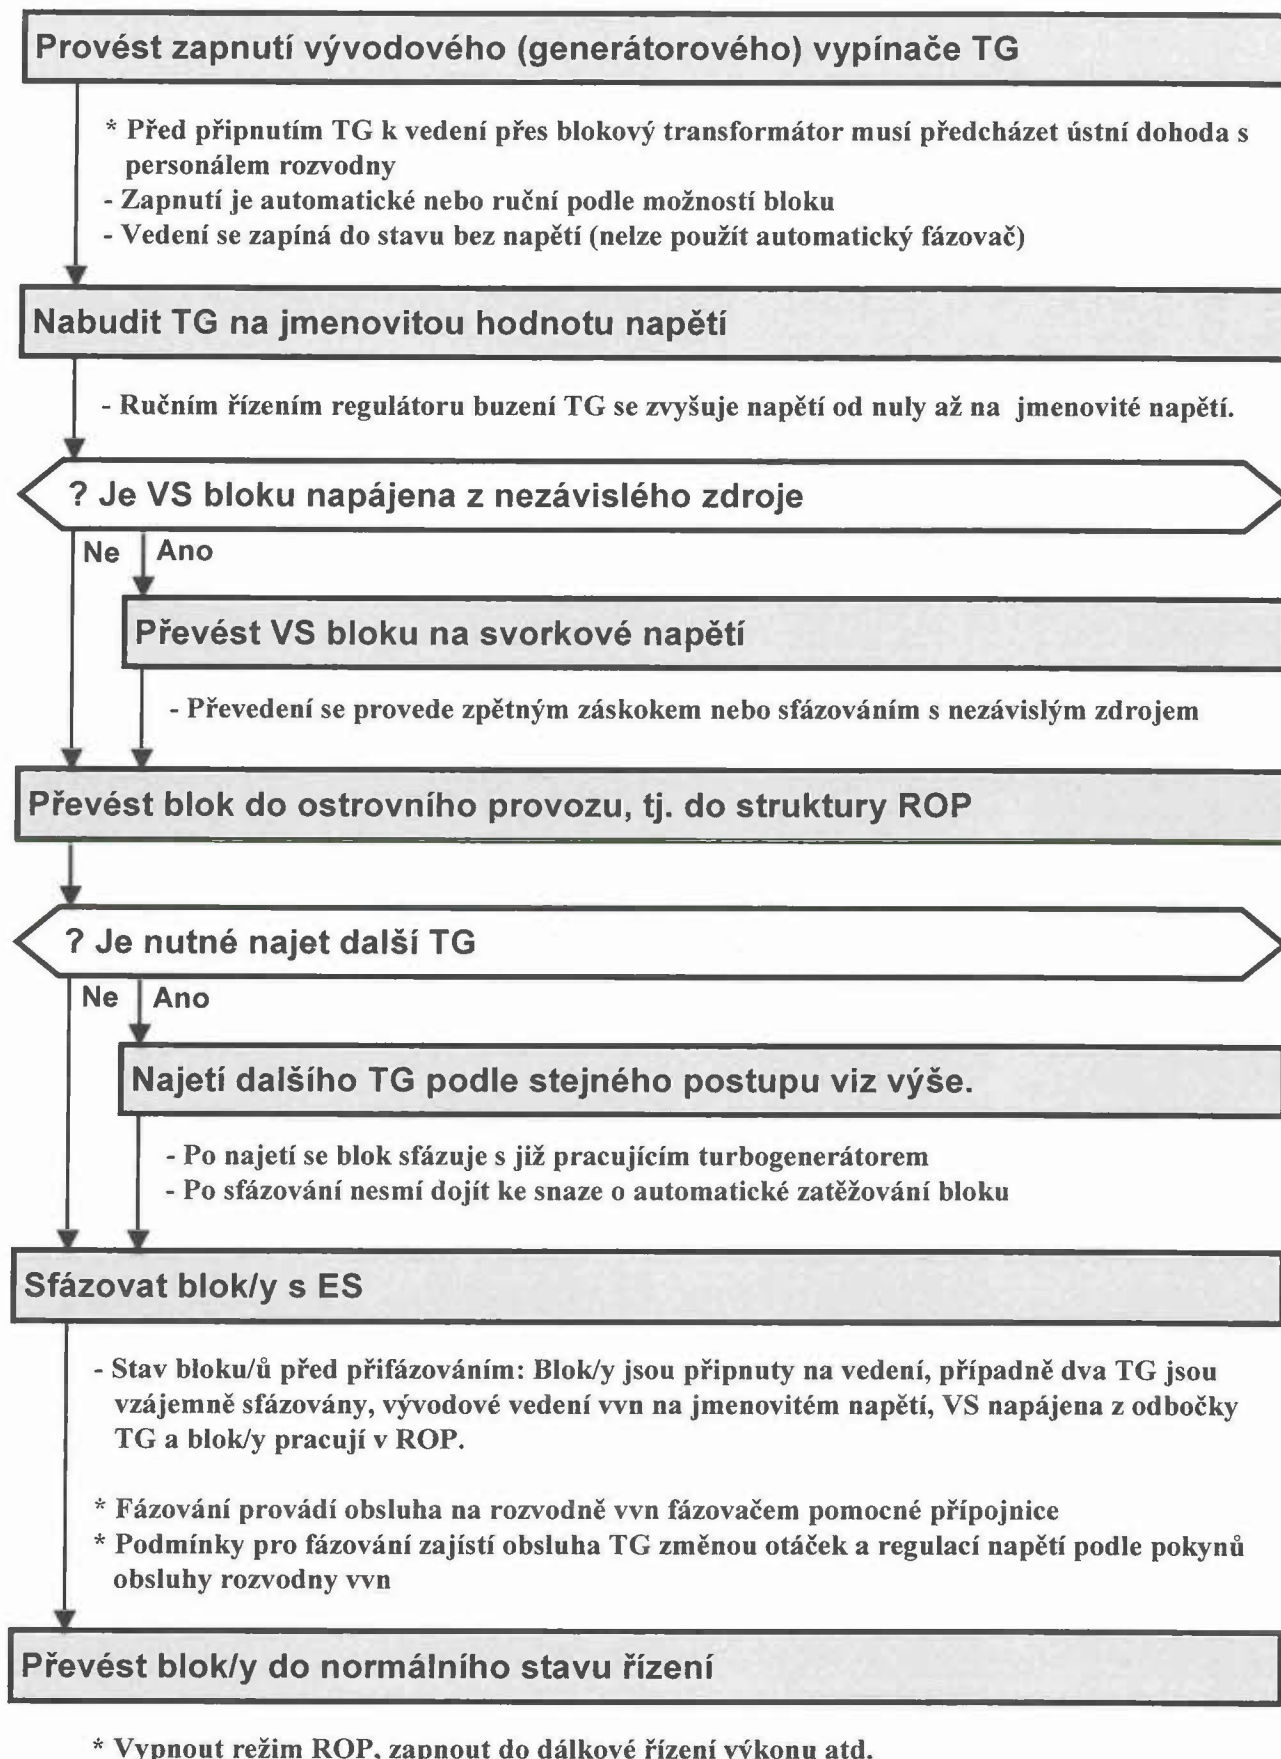 Provést zapnutí vývodového (generátorového) vypínače TG
* Před připnutím TG k vedení přes blokový transformátor musí předcházet ústní dohoda s
personálem rozvodny
- Zapnutí je automatické nebo ruční podle možností bloku
- Vedení se zapíná do stavu bez napětí (nelze použít automatický fázovač)
Nabudit TG na jmenovitou hodnotu napětí
- Ručním řízením regulátoru buzení TG se zvyšuje napětí od nuly až na jmenovité napětí.
? Je VS bloku napájena z nezávislého zdroje
Ne Ano
Převést VS bloku na svorkové napětí
- Převedení se provede zpětným záskokem nebo sfázováním s nezávislým zdrojem
Převést blok do ostrovního provozu, tj. do struktury ROP
? Je nutné najet další TG
Ne Ano
Najetí dalšího TG podle stejného postupu viz výše.
- Po najetí se blok sfázuje s již pracujícím turbogenerátorem
- Po sfázování nesmí dojít ke snaze o automatické zatěžování bloku
Sfázovat blok/y s ES
- Stav bloku/ů před přifázováním: Blok/y jsou připnuty na vedení, případně dva TG jsou
vzájemně sfázovány, vývodové vedení vvn na jmenovitém napětí, VS napájena z odbočky
TG a blok/y pracují v ROP.
* Fázování provádí obsluha na rozvodně vvn fázovačem pomocné přípojnice
* Podmínky pro fázování zajístí obsluha TG změnou otáček a regulací napětí podle pokynů
obsluhy rozvodny vvn
Převést blok/y do normálního stavu řízení
* Vypnout režim ROP, zapnout do dálkové řízení výkonu atd.